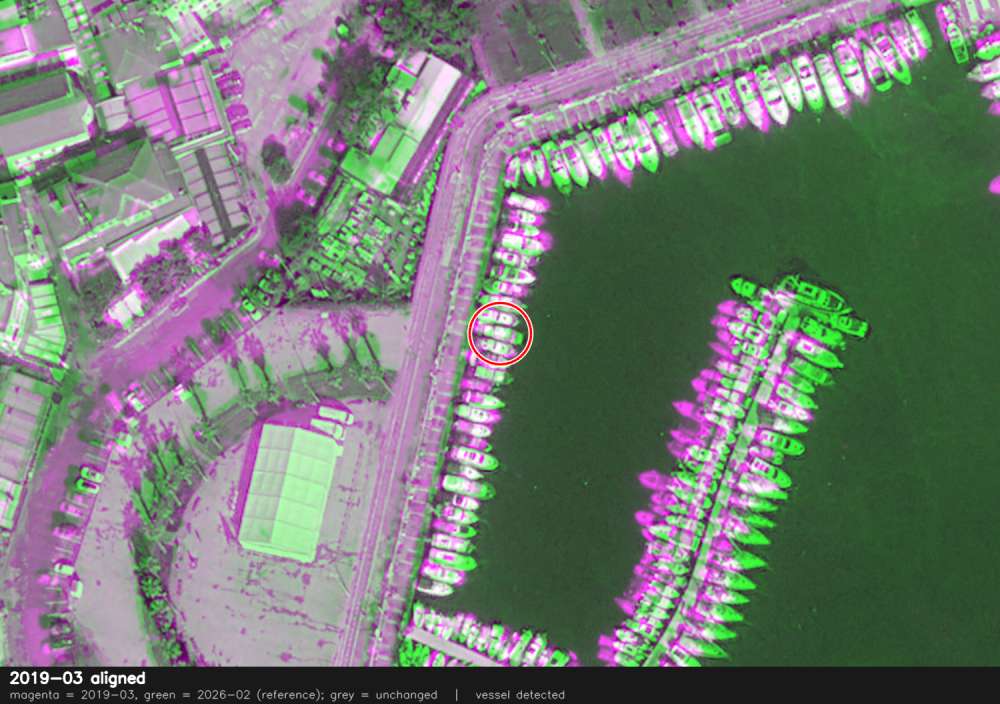 2019-03 aligned
magenta = 2019-03, green = 2026-02 (reference); grey = unchanged | vessel detected